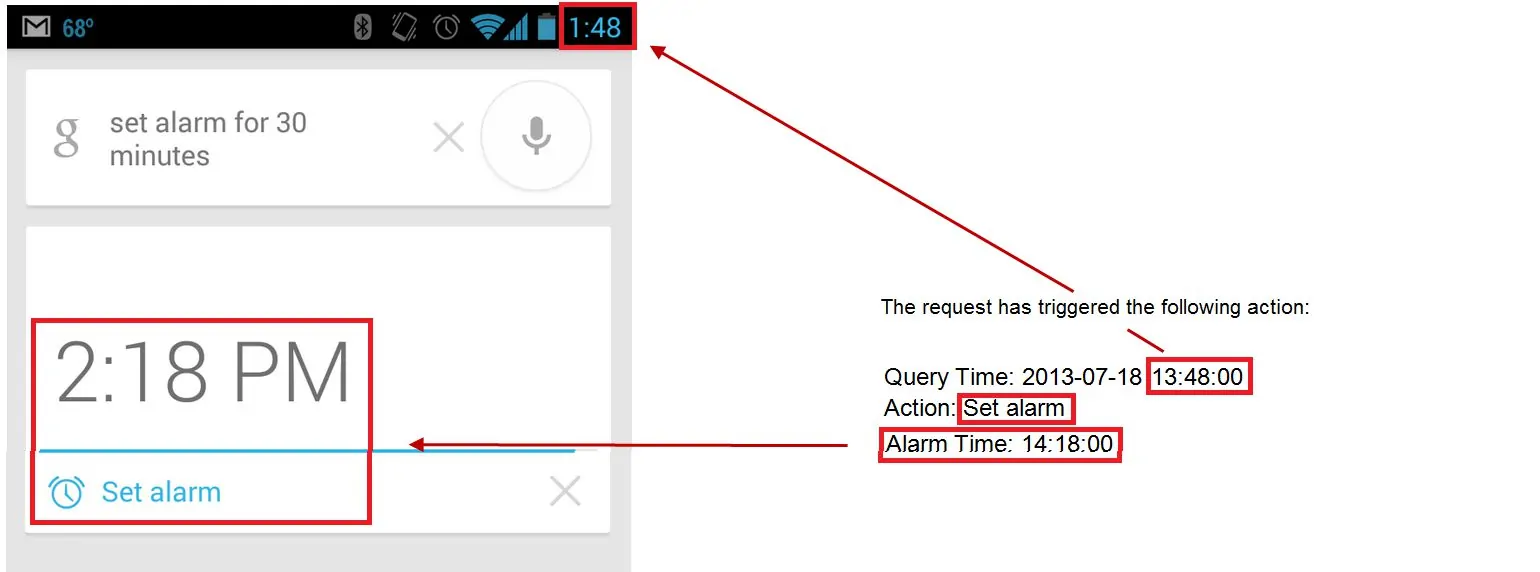 68º
1:48
g
set alarm for 30
minutes
2:18 PM
Set alarm
The request has triggered the following action:
Query Time: 2013-07-18 13:48:00
Action: Set alarm
Alarm Time: 14:18:00